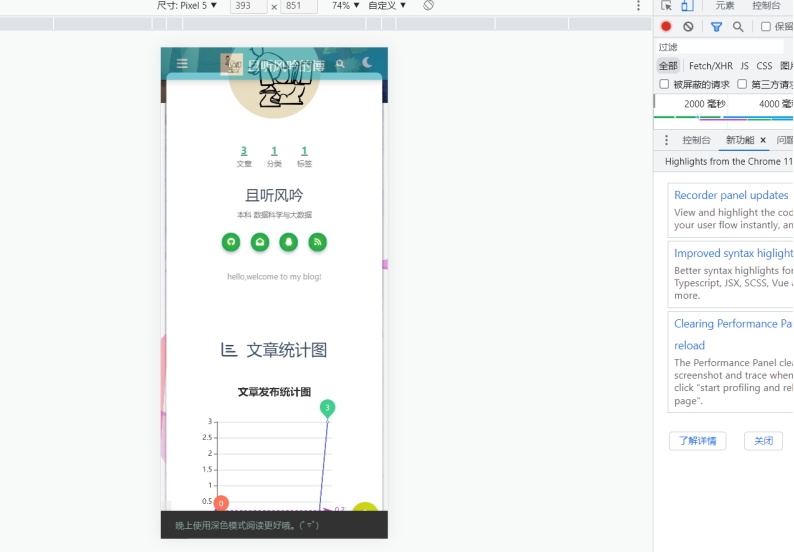 尺寸: Pixel 5 ▼ 393 × 851 74% ▼ 自定义 ▼
元素 控制台
保留
过滤
全部 Fetch/XHR JS CSS
被屏蔽的请求 第三方请求
2000 毫秒 4000 毫
控制台 新功能 × 问题
Highlights from the Chrome 11
Recorder panel updates
View and highlight the cod
your user flow instantly, an
Improved syntax higlight
Better syntax highlights for
Typescript, JSX, SCSS, Vue a
more.
Clearing Performance Pa
reload
The Performance Panel clea
screenshot and trace when
click "start profiling and rel
page".
了解详情 关闭
且听风吟的博
3 1 1
文章 分类 标签
且听风吟
本科 数据科学与大数据
hello,welcome to my blog!
文章统计图
文章发布统计图
3
3
2.5
2
1.5
1
0.5
0
0.2
晚上使用深色模式阅读更好哦。(ﾟ▽ﾟ)